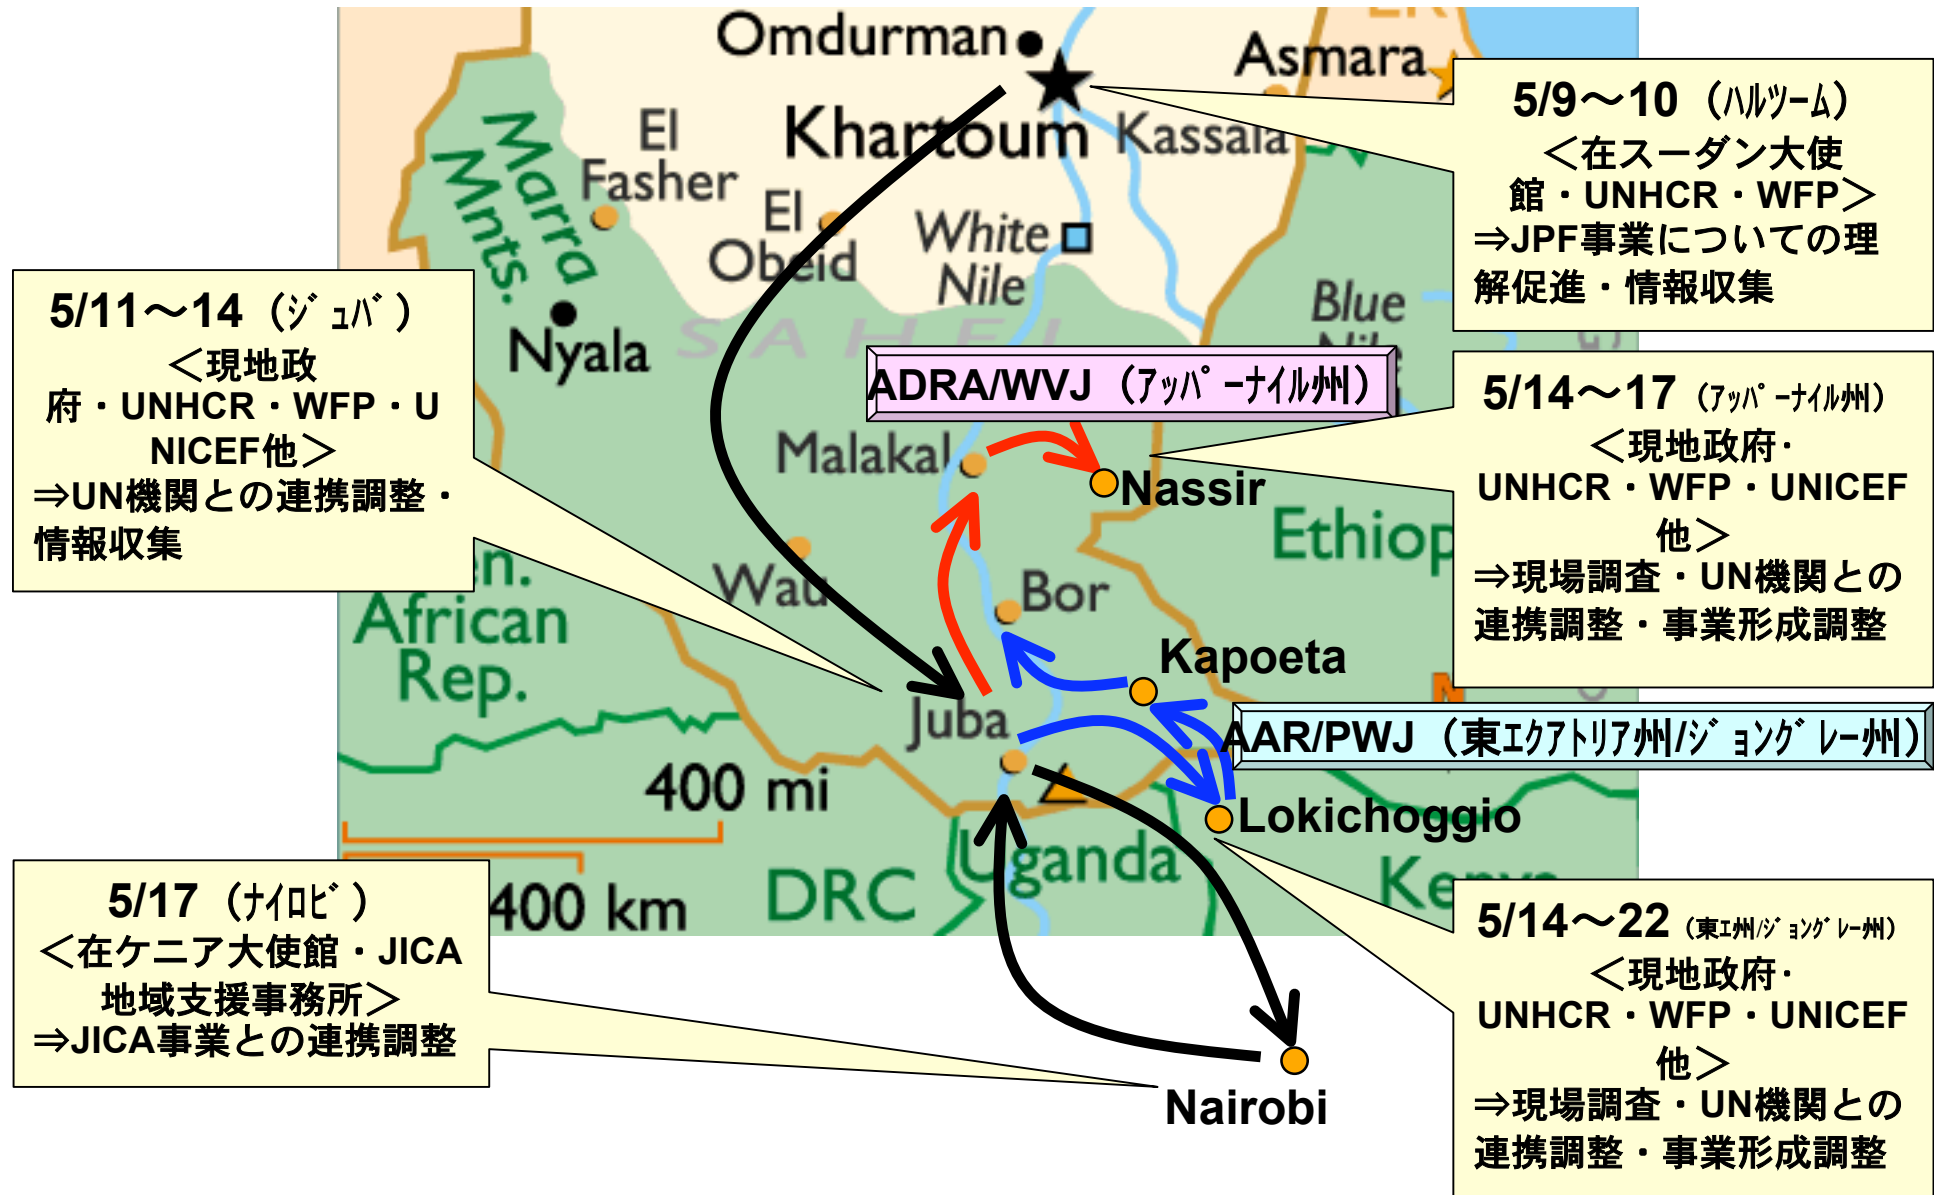 Omdurman
Asmara
Khartoum
Kassala
El
Fasher
El
Obeid
White
Nile
Marra
Mnts.
Nyala
SAHEL
Blue
Nile
5/9～10（ﾊﾙﾂｰﾑ）
＜在スーダン大使
館・UNHCR・WFP＞
⇒JPF事業についての理
解促進・情報収集
5/11～14（ｼﾞｭﾊﾞ）
＜現地政
府・UNHCR・WFP・U
NICEF他＞
⇒UN機関との連携調整・
情報収集
ADRA/WVJ（ｱｯﾊﾟｰﾅｲﾙ州）
5/14～17（ｱｯﾊﾟｰﾅｲﾙ州）
＜現地政府･
UNHCR・WFP・UNICEF
他＞
⇒現場調査・UN機関との
連携調整・事業形成調整
Malakal
Nassir
Ethiop
Wau
Bor
en.
African
Rep.
Kapoeta
Juba
AAR/PWJ（東ｴｸｱﾄﾘｱ州/ｼﾞｮﾝｸﾞﾚｰ州）
400 mi
Lokichoggio
Uganda
DRC
Kenya
400 km
5/17（ﾅｲﾛﾋﾞ）
＜在ケニア大使館・JICA
地域支援事務所＞
⇒JICA事業との連携調整
5/14～22（東ｴ州/ｼﾞｮﾝｸﾞﾚｰ州）
＜現地政府･
UNHCR・WFP・UNICEF
他＞
⇒現場調査・UN機関との
連携調整・事業形成調整
Nairobi